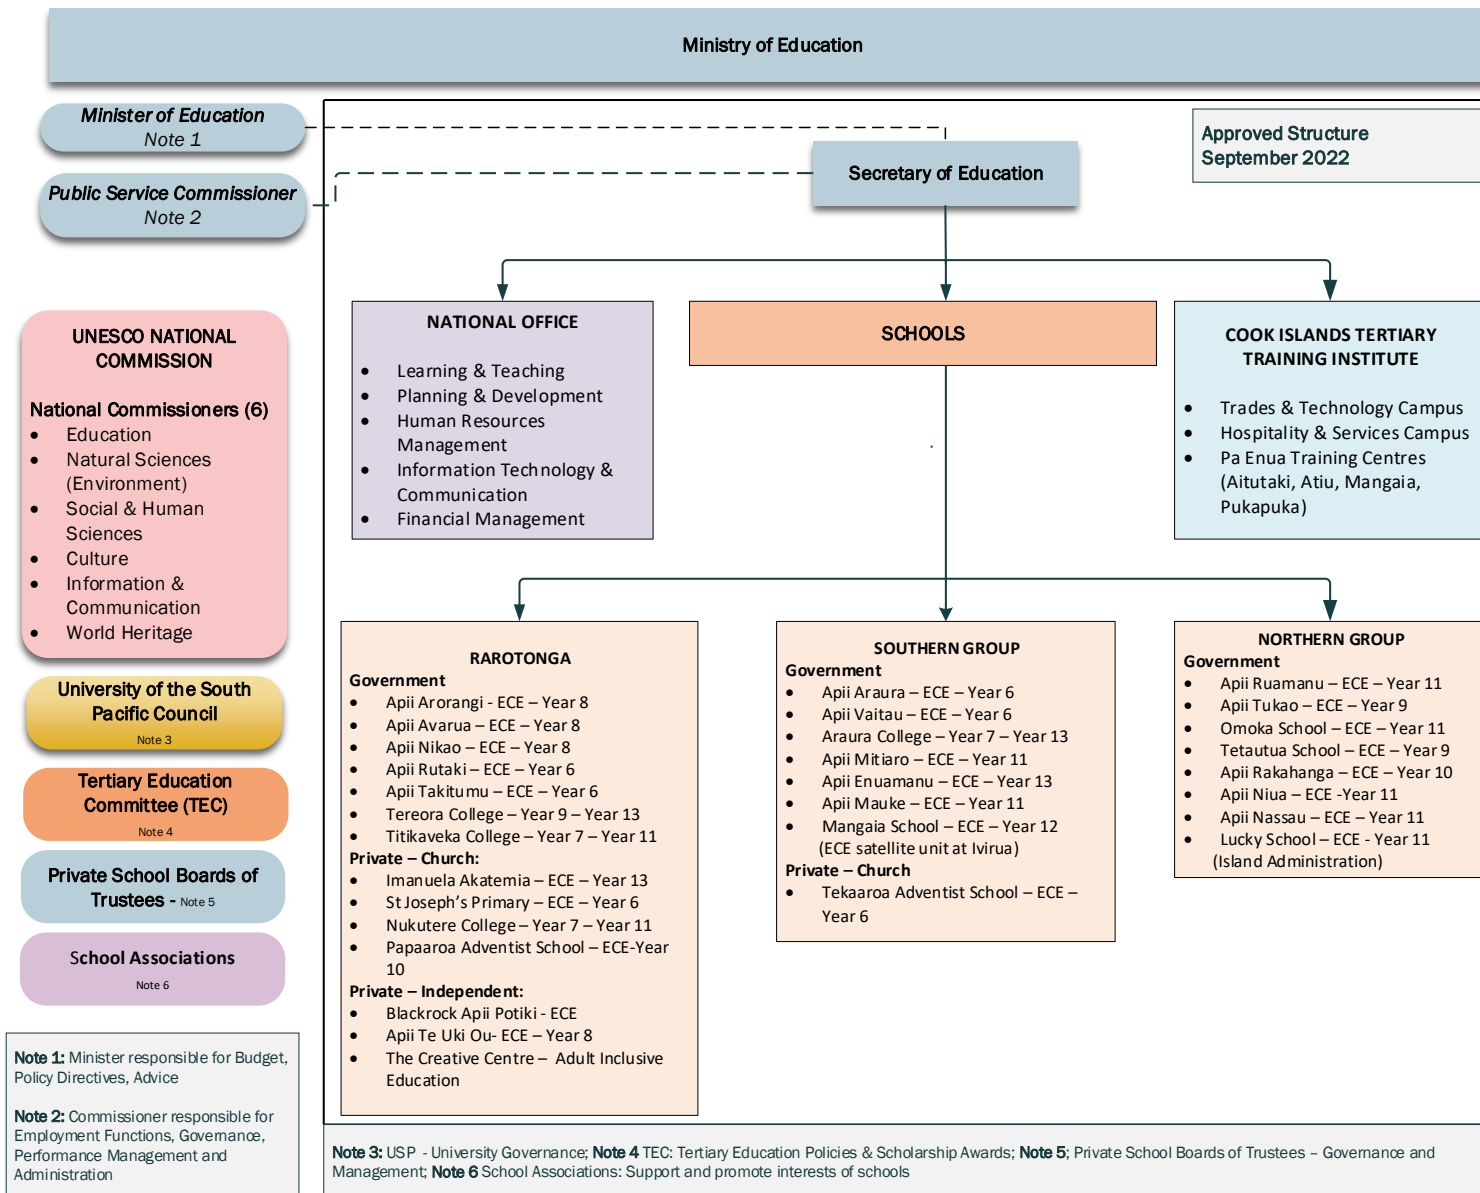 Ministry of Education
Minister of Education
Note 1
Public Service Commissioner
Note 2
Secretary of Education
Approved Structure
September 2022
UNESCO NATIONAL
COMMISSION
National Commissioners (6)
• Education
• Natural Sciences
(Environment)
• Social & Human
Sciences
• Culture
• Information &
Communication
• World Heritage
University of the South
Pacific Council
Note 3
Tertiary Education
Committee (TEC)
Note 4
Private School Boards of
Trustees - Note 5
School Associations
Note 6
NATIONAL OFFICE
• Learning & Teaching
• Planning & Development
• Human Resources
Management
• Information Technology &
Communication
• Financial Management
SCHOOLS
COOK ISLANDS TERTIARY
TRAINING INSTITUTE
• Trades & Technology Campus
• Hospitality & Services Campus
• Pa Enua Training Centres
(Aitutaki, Atiu, Mangaia,
Pukapuka)
RAROTONGA
Government
• Apii Arorangi - ECE – Year 8
• Apii Avarua – ECE – Year 8
• Apii Nikao – ECE – Year 8
• Apii Rutaki – ECE – Year 6
• Apii Takitumu – ECE – Year 6
• Tereora College – Year 9 – Year 13
• Titikaveka College – Year 7 – Year 11
Private – Church:
• Imanuela Akatemia – ECE – Year 13
• St Joseph’s Primary – ECE – Year 6
• Nukutere College – Year 7 – Year 11
• Papaaroa Adventist School – ECE-Year
10
Private – Independent:
• Blackrock Apii Potiki - ECE
• Apii Te Uki Ou- ECE – Year 8
• The Creative Centre – Adult Inclusive
Education
SOUTHERN GROUP
Government
• Apii Araura – ECE – Year 6
• Apii Vaitau – ECE – Year 6
• Araura College – Year 7 – Year 13
• Apii Mitiaro – ECE – Year 11
• Apii Enuamanu – ECE – Year 13
• Apii Mauke – ECE – Year 11
• Mangaia School – ECE – Year 12
(ECE satellite unit at Ivirua)
Private – Church
• Tekaaroa Adventist School – ECE –
Year 6
NORTHERN GROUP
Government
• Apii Ruamanu – ECE – Year 11
• Apii Tukao – ECE – Year 9
• Omoka School – ECE – Year 11
• Tetautua School – ECE – Year 9
• Apii Rakahanga – ECE – Year 10
• Apii Niua – ECE -Year 11
• Apii Nassau – ECE – Year 11
• Lucky School – ECE - Year 11
(Island Administration)
Note 1: Minister responsible for Budget,
Policy Directives, Advice
Note 2: Commissioner responsible for
Employment Functions, Governance,
Performance Management and
Administration
Note 3: USP - University Governance; Note 4 TEC: Tertiary Education Policies & Scholarship Awards; Note 5; Private School Boards of Trustees – Governance and
Management; Note 6 School Associations: Support and promote interests of schools